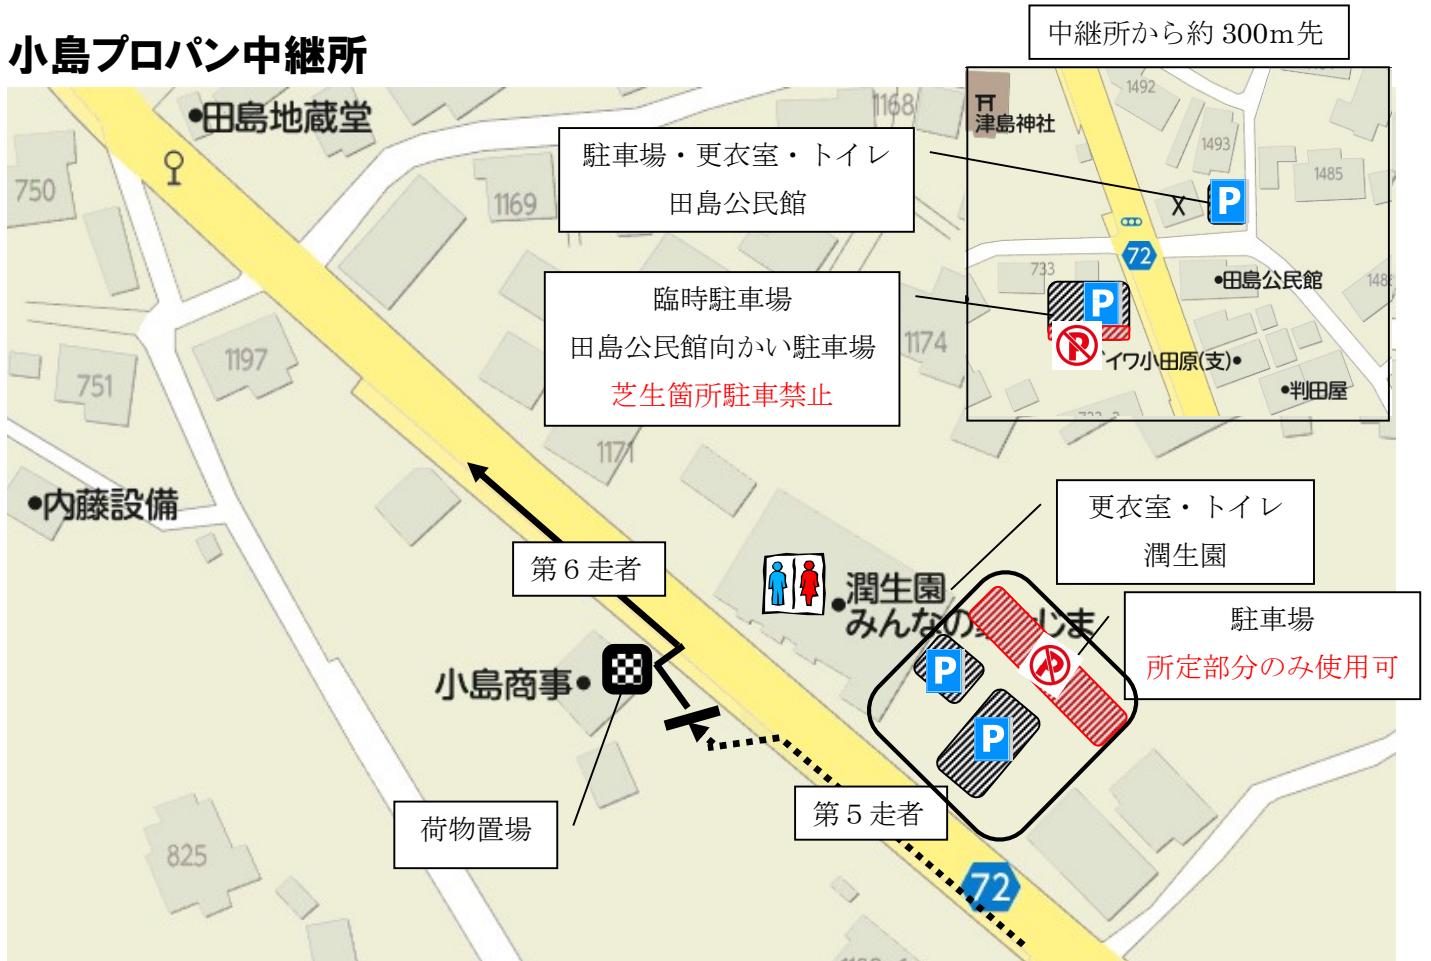 小島プロパン中継所
中継所から約 300m先
田島地蔵堂
1168
750
1169
駐車場・更衣室・トイレ
田島公民館
臨時駐車場
田島公民館向かい駐車場
芝生箇所駐車禁止
1492
津島神社
1493
1485
P
72
733
田島公民館
P
イワ小田原(支)
判田屋
1174
1197
751
1171
内藤設備
第6走者
更衣室・トイレ
潤生園
潤生園
みんなの
じま
駐車場
所定部分のみ使用可
P
P
小島商事
荷物置場
第5走者
825
72